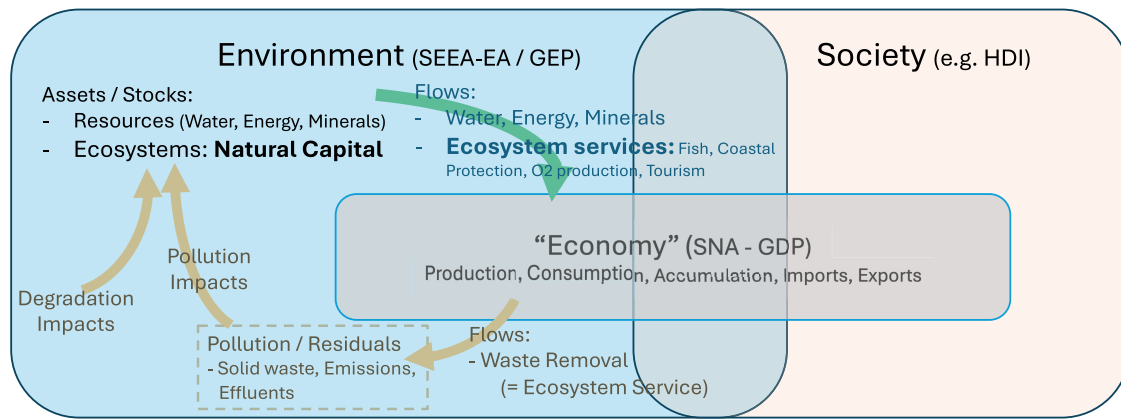 Environment (SEEA-EA / GEP)
Society (e.g. HDI)
Assets / Stocks:
- Resources (Water, Energy, Minerals)
- Ecosystems: Natural Capital
Flows:
- Water, Energy, Minerals
- Ecosystem services: Fish, Coastal
Protection, O2 production, Tourism
“Economy” (SNA - GDP)
Production, Consumption, Accumulation, Imports, Exports
Pollution
Impacts
Degradation
Impacts
Pollution / Residuals
- Solid waste, Emissions,
Effluents
Flows:
- Waste Removal
(= Ecosystem Service)